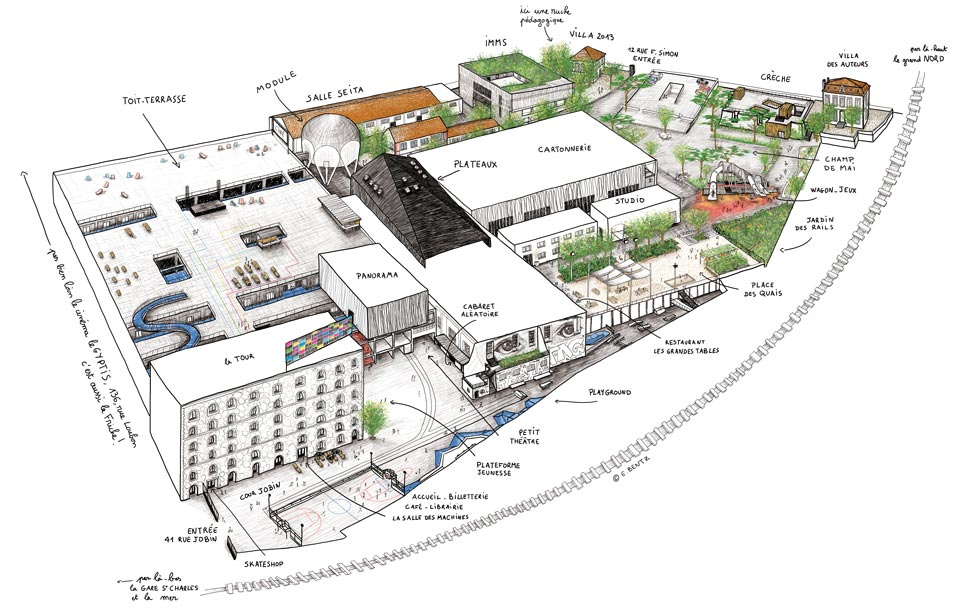 ici une ruche
pédagogique
VILLA 2013
IMMS
12 RUE F. SIMON
ENTRÉE
par là-haut
le grand NORD
VILLA
DES AUTEURS
CRÈCHE
MODULE
SALLE SEITA
TOIT-TERRASSE
CARTONNERIE
PLATEAUX
CHAMP
DE MAI
WAGON_JEUX
STUDIO
JARDIN
DES RAILS
PANORAMA
PLACE
DES QUAIS
CABARET
ALÉATOIRE
RESTAURANT
LES GRANDES TABLES
la TOUR
PLAYGROUND
pas bien loin le cinéma le GYPTIS, 136, rue Loubon
c'est aussi la Friche !
PETIT
THÉÂTRE
PLATEFORME
JEUNESSE
© E BENTZ
COUR JOBIN
ACCUEIL - BILLETTERIE
CAFÉ - LIBRAIRIE
LA SALLE DES MACHINES
ENTRÉE
41 RUE JOBIN
SKATESHOP
par là-bas
la GARE ST CHARLES
et la mer